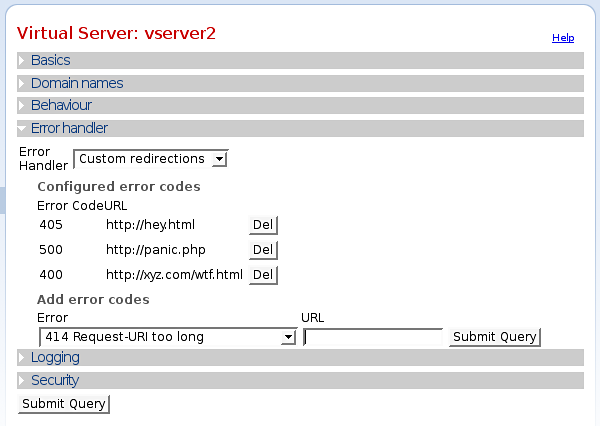 Virtual Server: vserver2
Help
Basics
Domain names
Behaviour
Error handler
Error Handler Custom redirections
Configured error codes
Error CodeURL
405 http://hey.html Del
500 http://panic.php Del
400 http://xyz.com/wtf.html Del
Add error codes
Error URL
414 Request-URI too long Submit Query
Logging
Security
Submit Query